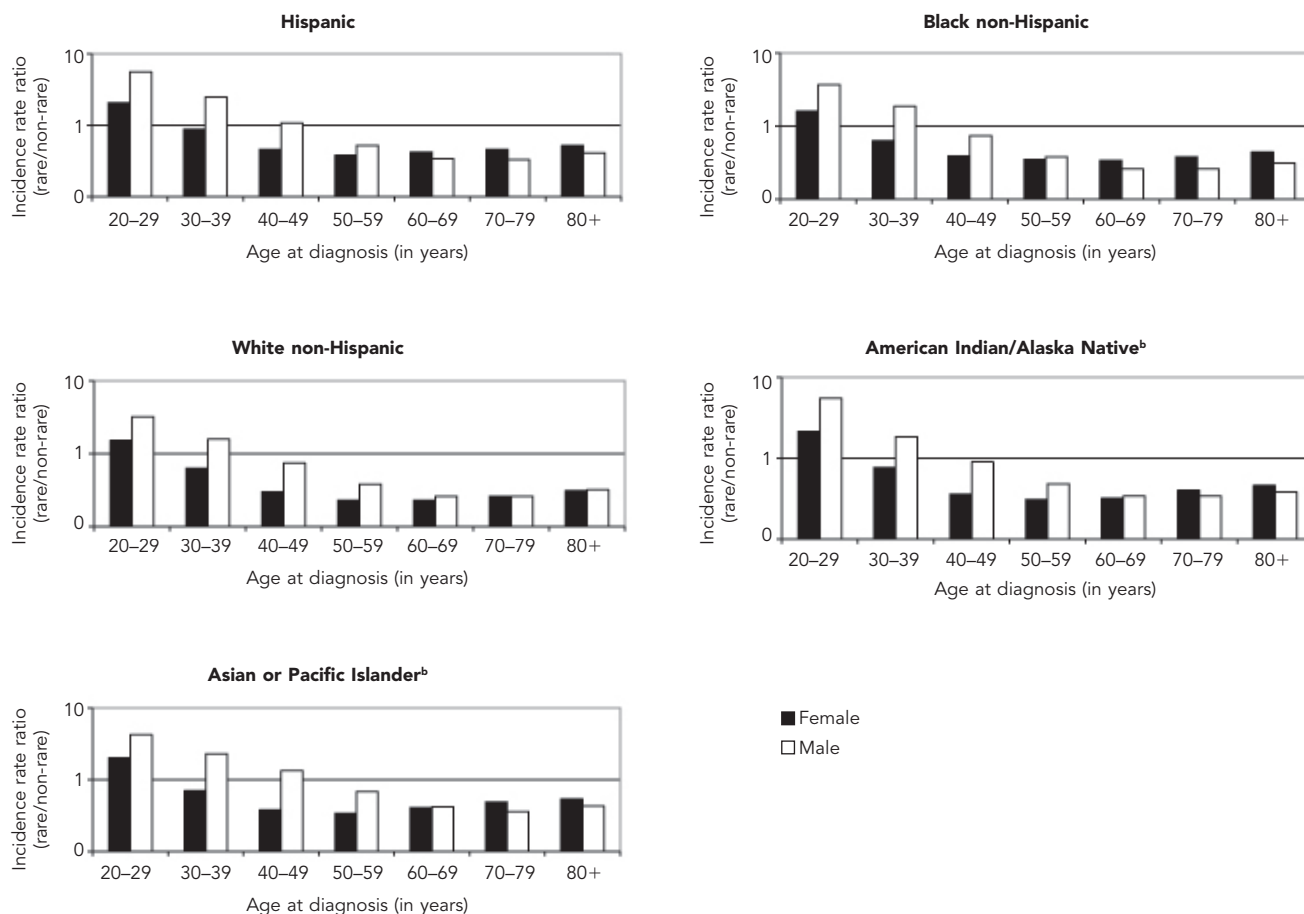 Hispanic
Incidence rate ratio
(rare/non-rare)
10
1
0
20–29 30–39 40–49 50–59 60–69 70–79 80+
Age at diagnosis (in years)
Black non-Hispanic
Incidence rate ratio
(rare/non-rare)
10
1
0
20–29 30–39 40–49 50–59 60–69 70–79 80+
Age at diagnosis (in years)
White non-Hispanic
Incidence rate ratio
(rare/non-rare)
10
1
0
20–29 30–39 40–49 50–59 60–69 70–79 80+
Age at diagnosis (in years)
American Indian/Alaska Nativeᵇ
Incidence rate ratio
(rare/non-rare)
10
1
0
20–29 30–39 40–49 50–59 60–69 70–79 80+
Age at diagnosis (in years)
Asian or Pacific Islanderᵇ
Incidence rate ratio
(rare/non-rare)
10
1
0
20–29 30–39 40–49 50–59 60–69 70–79 80+
Age at diagnosis (in years)
Female
Male